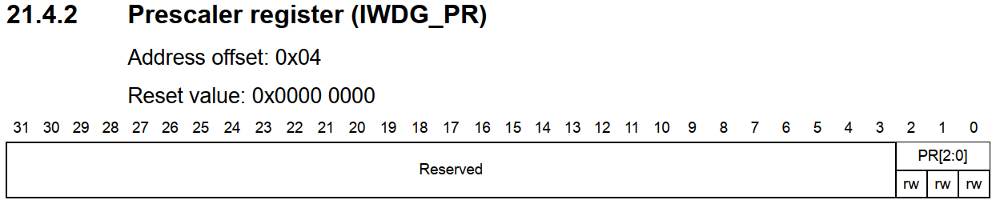 21.4.2 Prescaler register (IWDG_PR)
Address offset: 0x04
Reset value: 0x0000 0000
31 30 29 28 27 26 25 24 23 22 21 20 19 18 17 16 15 14 13 12 11 10 9 8 7 6 5 4 3 2 1 0
Reserved PR[2:0]
rw rw rw